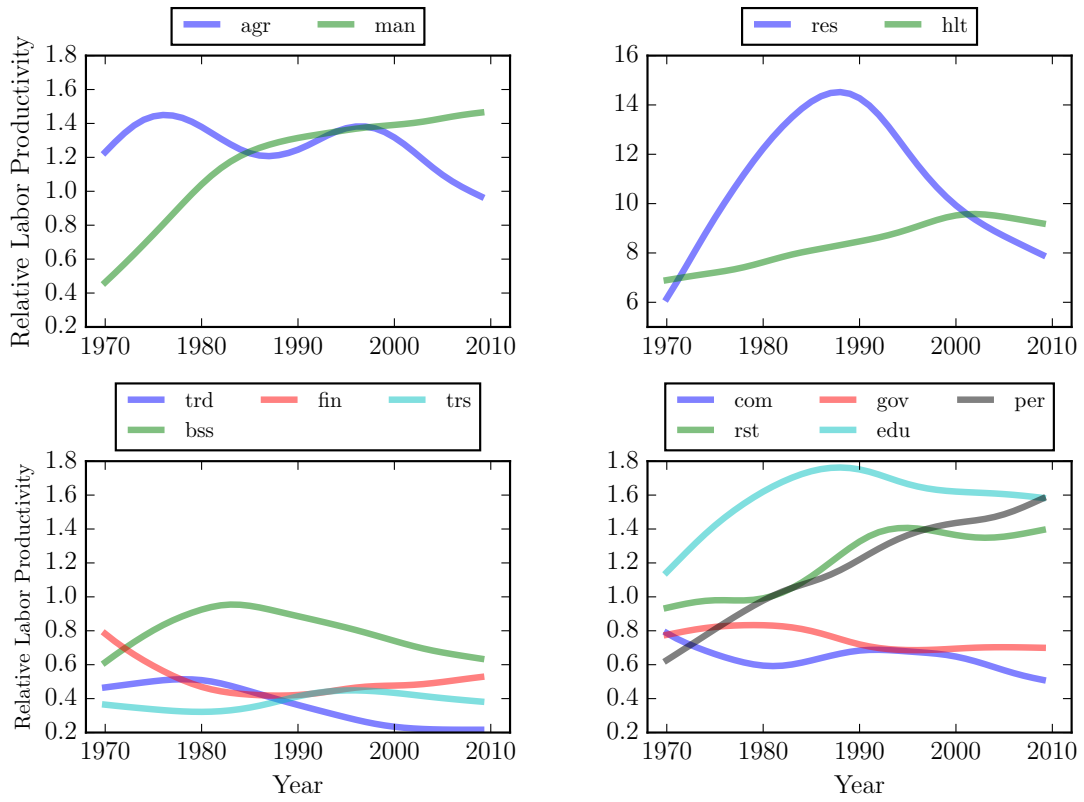 agr man
1.8
1.6
1.4
1.2
1.0
0.8
0.6
0.4
0.2
1970 1980 1990 2000 2010
Relative Labor Productivity
res hlt
16
14
12
10
8
6
1970 1980 1990 2000 2010
trd fin trs
bss
1.8
1.6
1.4
1.2
1.0
0.8
0.6
0.4
0.2
1970 1980 1990 2000 2010
Relative Labor Productivity
Year
com gov per
rst edu
1.8
1.6
1.4
1.2
1.0
0.8
0.6
0.4
0.2
1970 1980 1990 2000 2010
Year